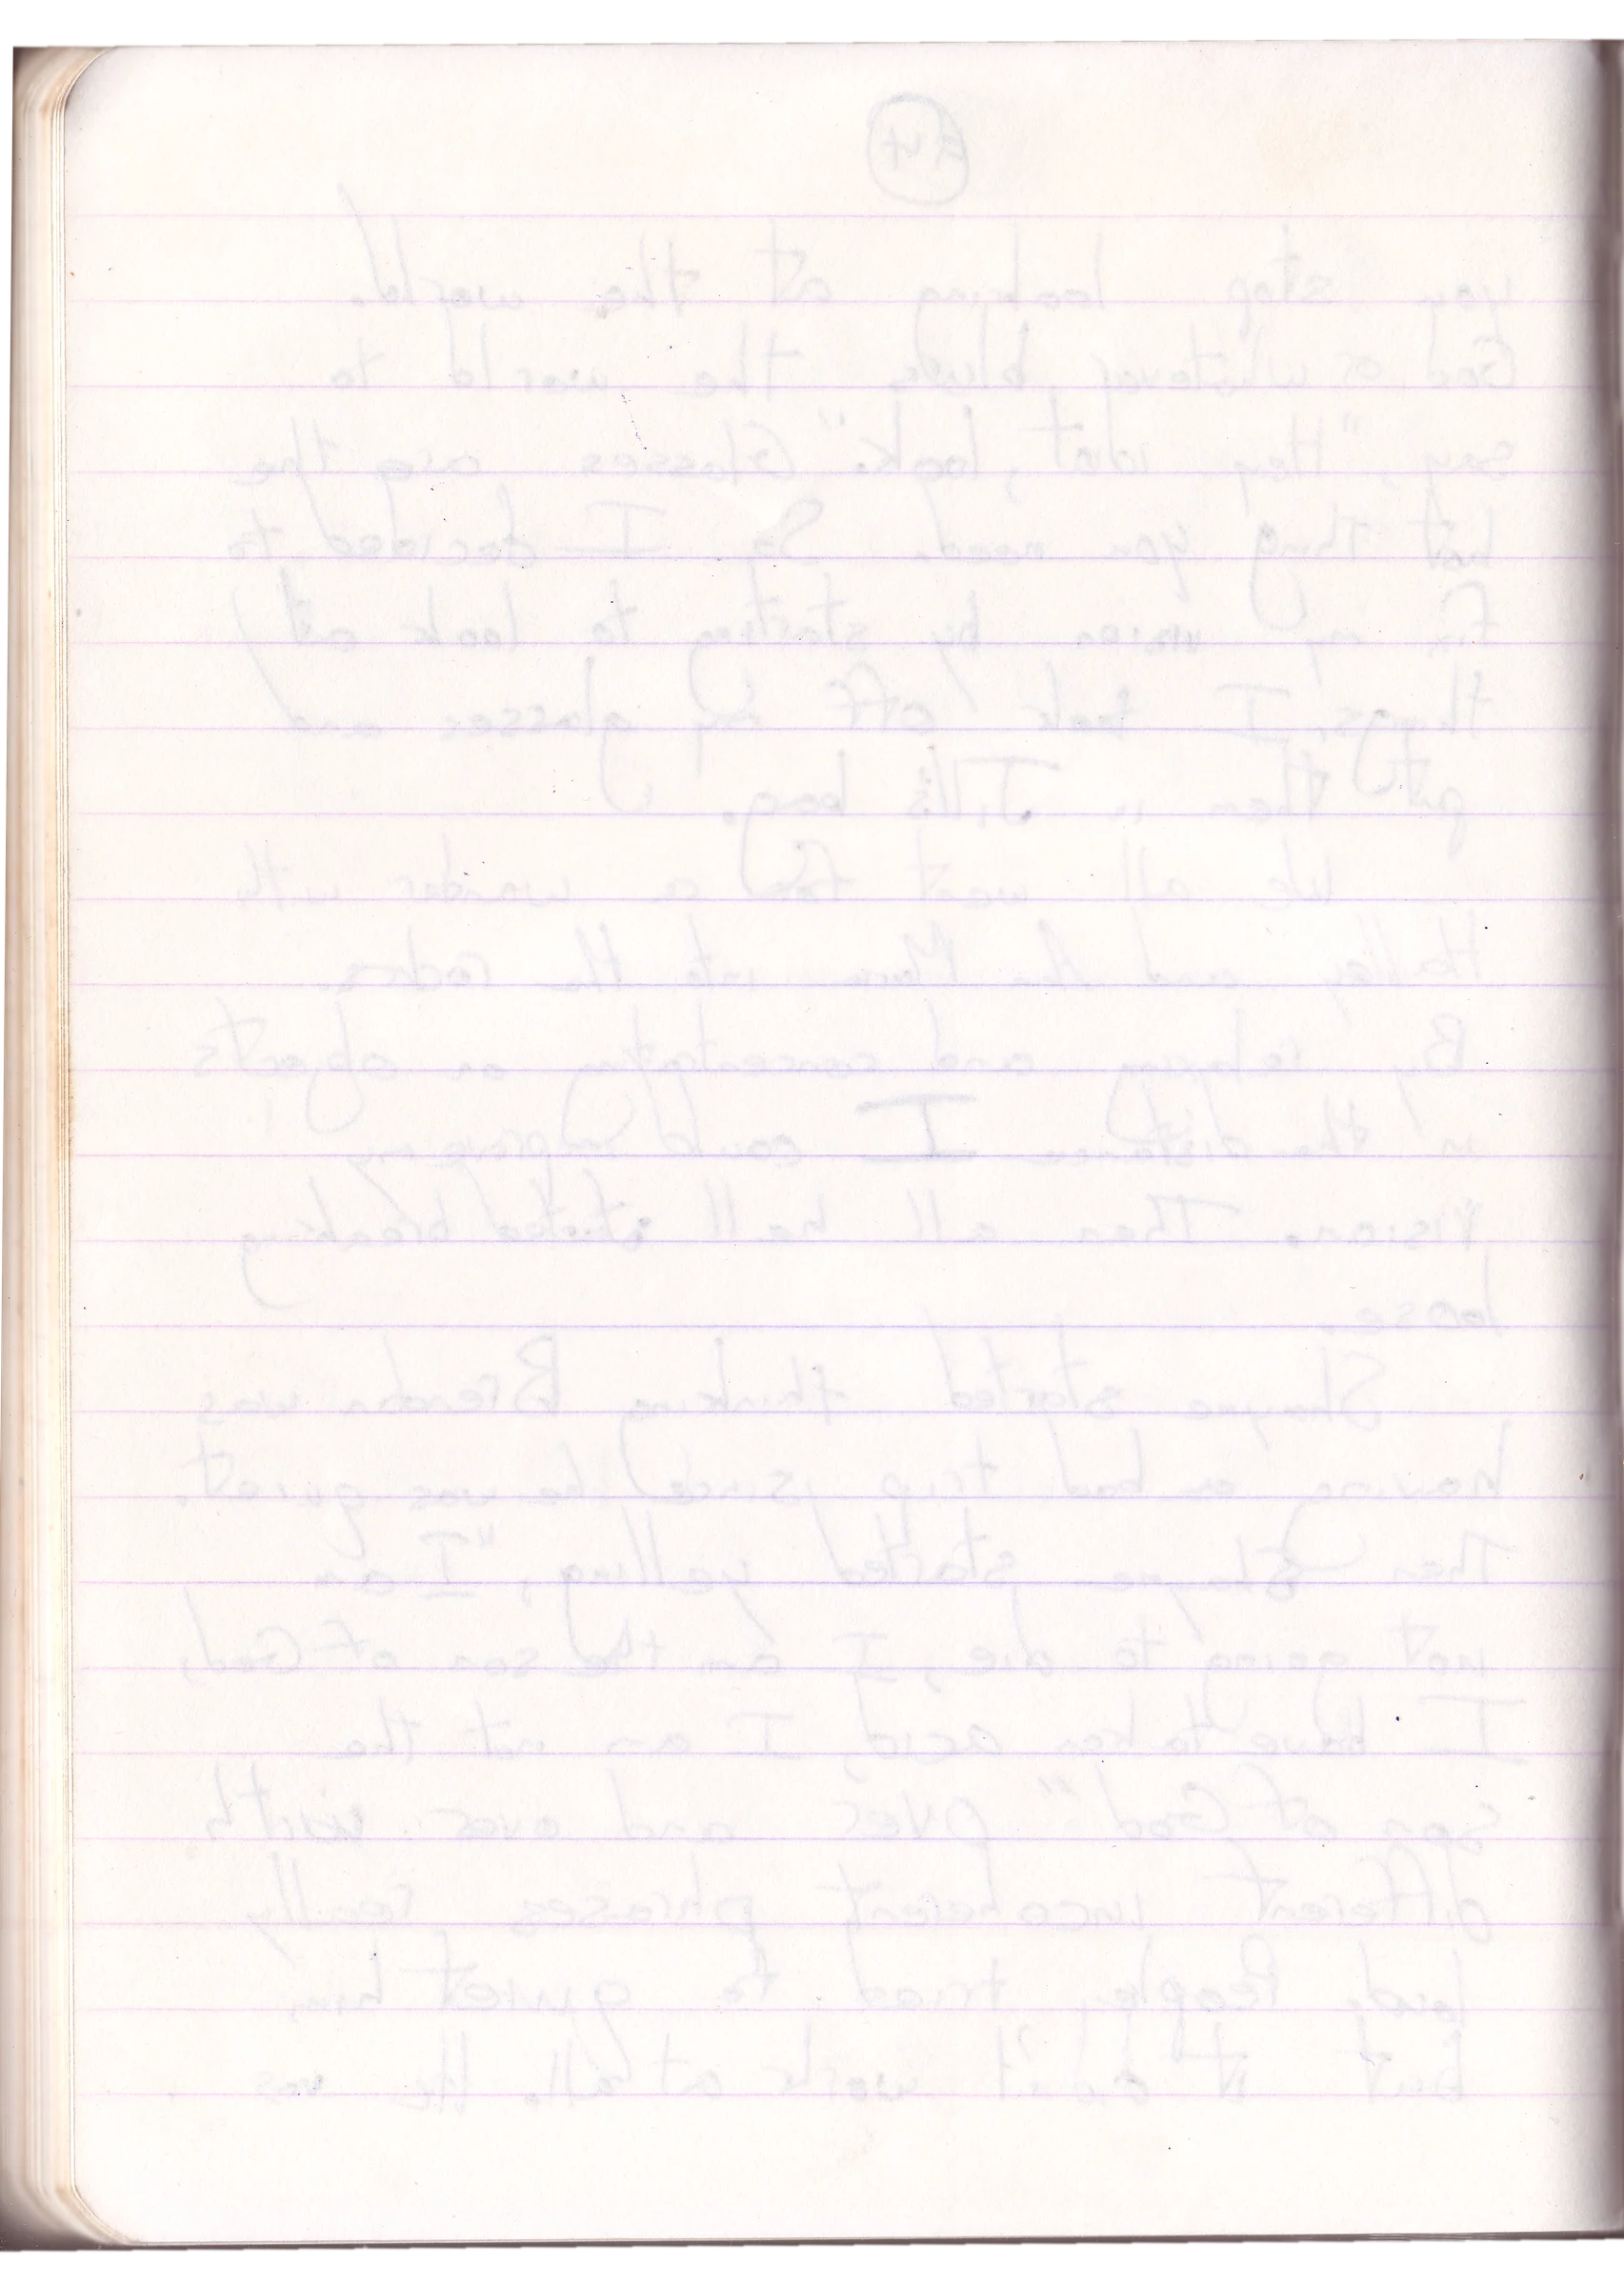 E4
you stop looking at the world.
God or whatever, blurs the world to
say, "Hey idiot, look." Glasses are the
last thing you need. So I decided to
fix my vision by starting to look at
things. I took off my glasses and
put them in Jill's bag.
We all went for a wander with
Halley and then into the
By relaxing and concentrating on objects
in the distance I could improve my
vision. Then all hell started breaking
loose.
Shayne started thinking Brendan was
having a bad trip since he was quiet.
Then Shayne started yelling, "I am
not going to die, I am the son of God,
I have taken acid, I am not the
son of God" over and over with
different incoherent phrases really
loud. People tried to quiet him,
but it didn't work at all. He was